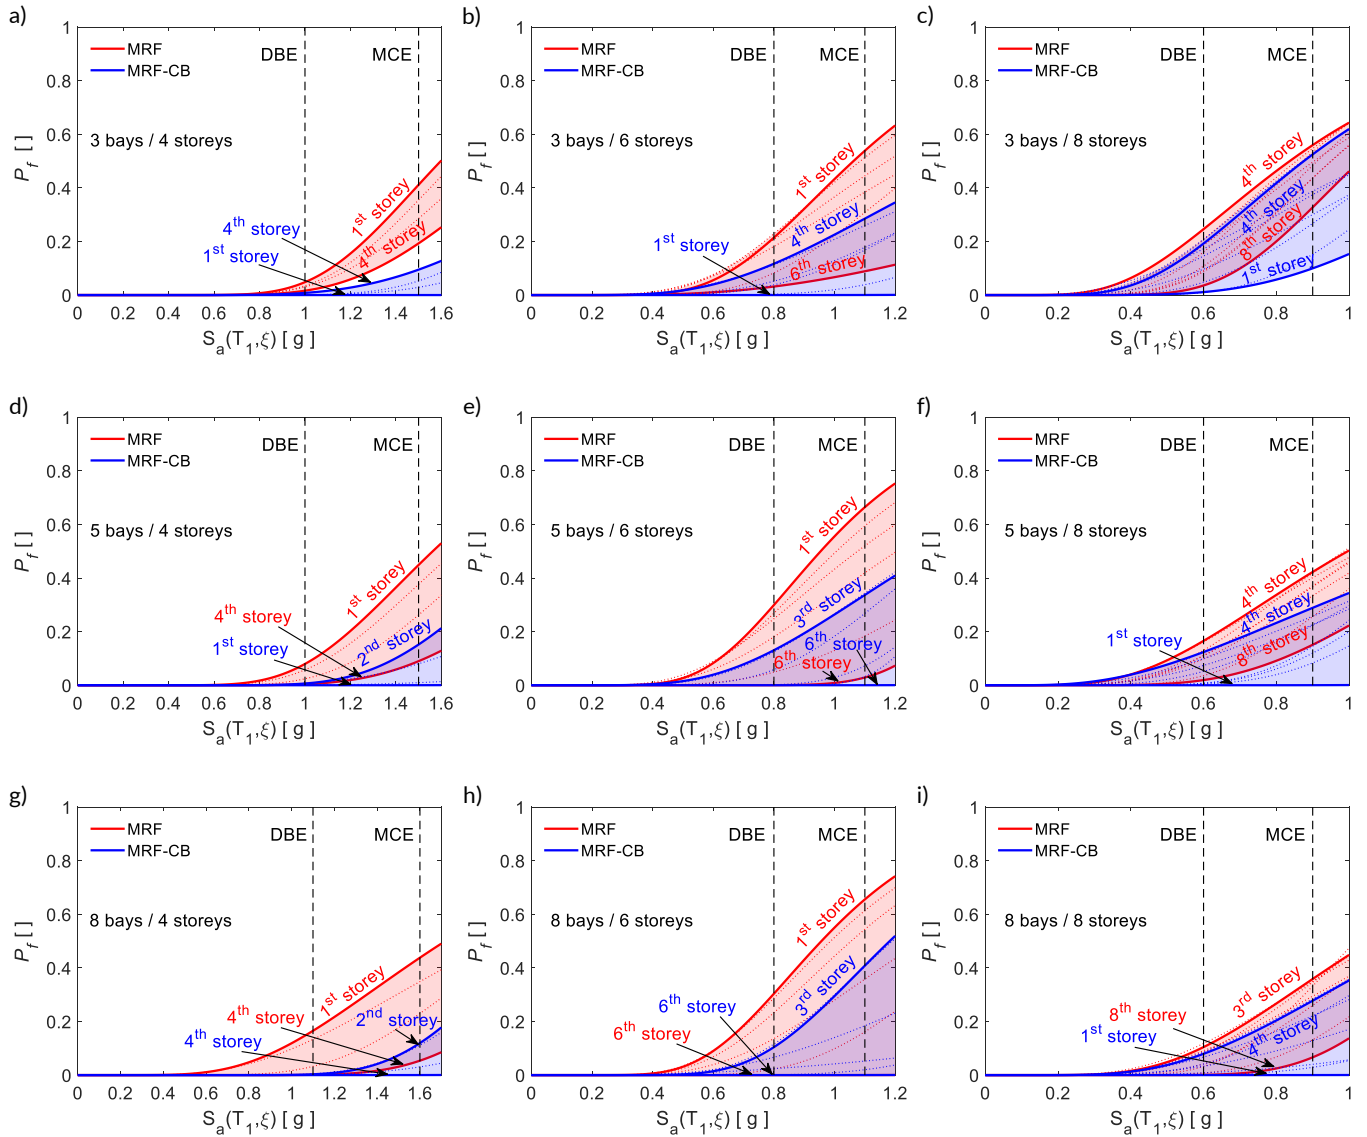 a)
1
MRF
MRF-CB
DBE
MCE
0.8
0.6
3 bays / 4 storeys
P_f [ ]
0.4
4th storey
1st storey
1st storey
4th storey
0.2
0
0 0.2 0.4 0.6 0.8 1 1.2 1.4 1.6
S_a(T_1,ξ) [ g ]
b)
1
MRF
MRF-CB
DBE
MCE
0.8
0.6
3 bays / 6 storeys
P_f [ ]
0.4
1st storey
4th storey
1st storey
6th storey
0.2
0
0 0.2 0.4 0.6 0.8 1 1.2
S_a(T_1,ξ) [ g ]
c)
1
MRF
MRF-CB
DBE
MCE
0.8
0.6
3 bays / 8 storeys
P_f [ ]
0.4
4th storey
4th storey
8th storey
1st storey
0.2
0
0 0.2 0.4 0.6 0.8 1
S_a(T_1,ξ) [ g ]
d)
1
MRF
MRF-CB
DBE
MCE
0.8
0.6
5 bays / 4 storeys
P_f [ ]
0.4
1st storey
4th storey
1st storey
2nd storey
0.2
0
0 0.2 0.4 0.6 0.8 1 1.2 1.4 1.6
S_a(T_1,ξ) [ g ]
e)
1
MRF
MRF-CB
DBE
MCE
0.8
0.6
5 bays / 6 storeys
P_f [ ]
0.4
1st storey
3rd storey
6th storey
6th storey
0.2
0
0 0.2 0.4 0.6 0.8 1 1.2
S_a(T_1,ξ) [ g ]
f)
1
MRF
MRF-CB
DBE
MCE
0.8
0.6
5 bays / 8 storeys
P_f [ ]
0.4
4th storey
4th storey
1st storey
8th storey
0.2
0
0 0.2 0.4 0.6 0.8 1
S_a(T_1,ξ) [ g ]
g)
1
MRF
MRF-CB
DBE
MCE
0.8
0.6
8 bays / 4 storeys
P_f [ ]
0.4
1st storey
4th storey
2nd storey
4th storey
0.2
0
0 0.2 0.4 0.6 0.8 1 1.2 1.4 1.6
S_a(T_1,ξ) [ g ]
h)
1
MRF
MRF-CB
DBE
MCE
0.8
0.6
8 bays / 6 storeys
P_f [ ]
0.4
1st storey
3rd storey
6th storey
6th storey
0.2
0
0 0.2 0.4 0.6 0.8 1 1.2
S_a(T_1,ξ) [ g ]
i)
1
MRF
MRF-CB
DBE
MCE
0.8
0.6
8 bays / 8 storeys
P_f [ ]
0.4
3rd storey
8th storey
1st storey
4th storey
0.2
0
0 0.2 0.4 0.6 0.8 1
S_a(T_1,ξ) [ g ]